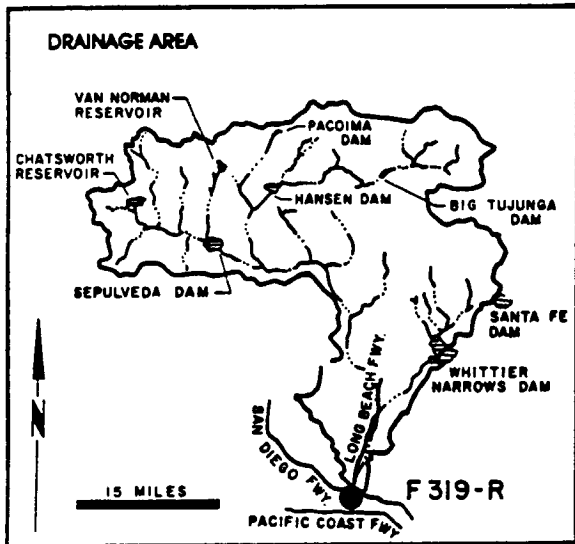 DRAINAGE AREA
VAN NORMAN
RESERVOIR
PACOIMA
DAM
CHATSWORTH
RESERVOIR
HANSEN DAM
BIG TUJUNGA
DAM
SEPULVEDA DAM
SANTA FE
DAM
WHITTIER
NARROWS DAM
LONG BEACH FWY.
SAN
DIEGO FWY.
N
15 MILES
F319-R
PACIFIC COAST FWY